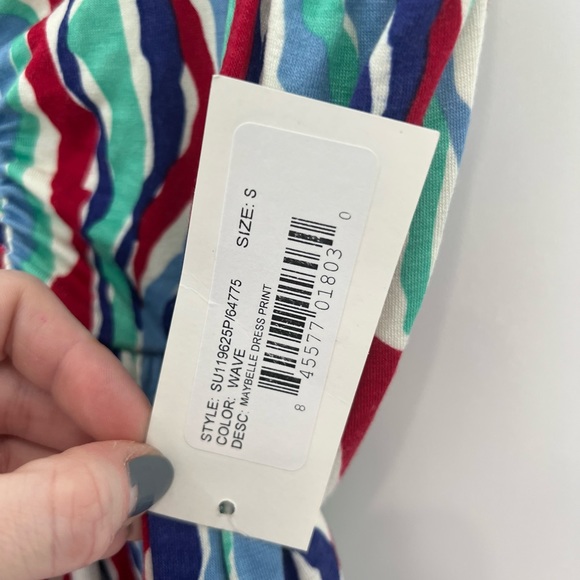 STYLE: SU119625P/64775
COLOR: WAVE SIZE: S
DESC: MAYBELLE DRESS PRINT
8 45577 01803 0